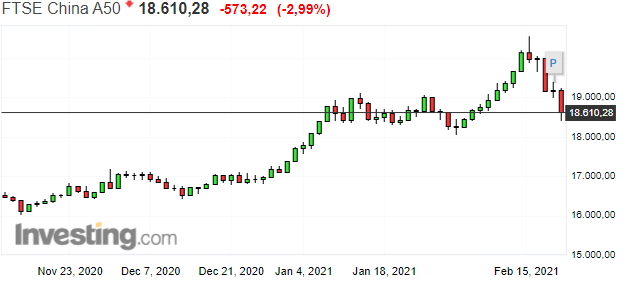 FTSE China A50 18.610,28 -573,22 (-2,99%)
P
19.000,00
18.610,28
18.000,00
17.000,00
16.000,00
15.000,00
Investing.com
Nov 23, 2020 Dec 7, 2020 Dec 21, 2020 Jan 4, 2021 Jan 18, 2021 Feb 15, 2021